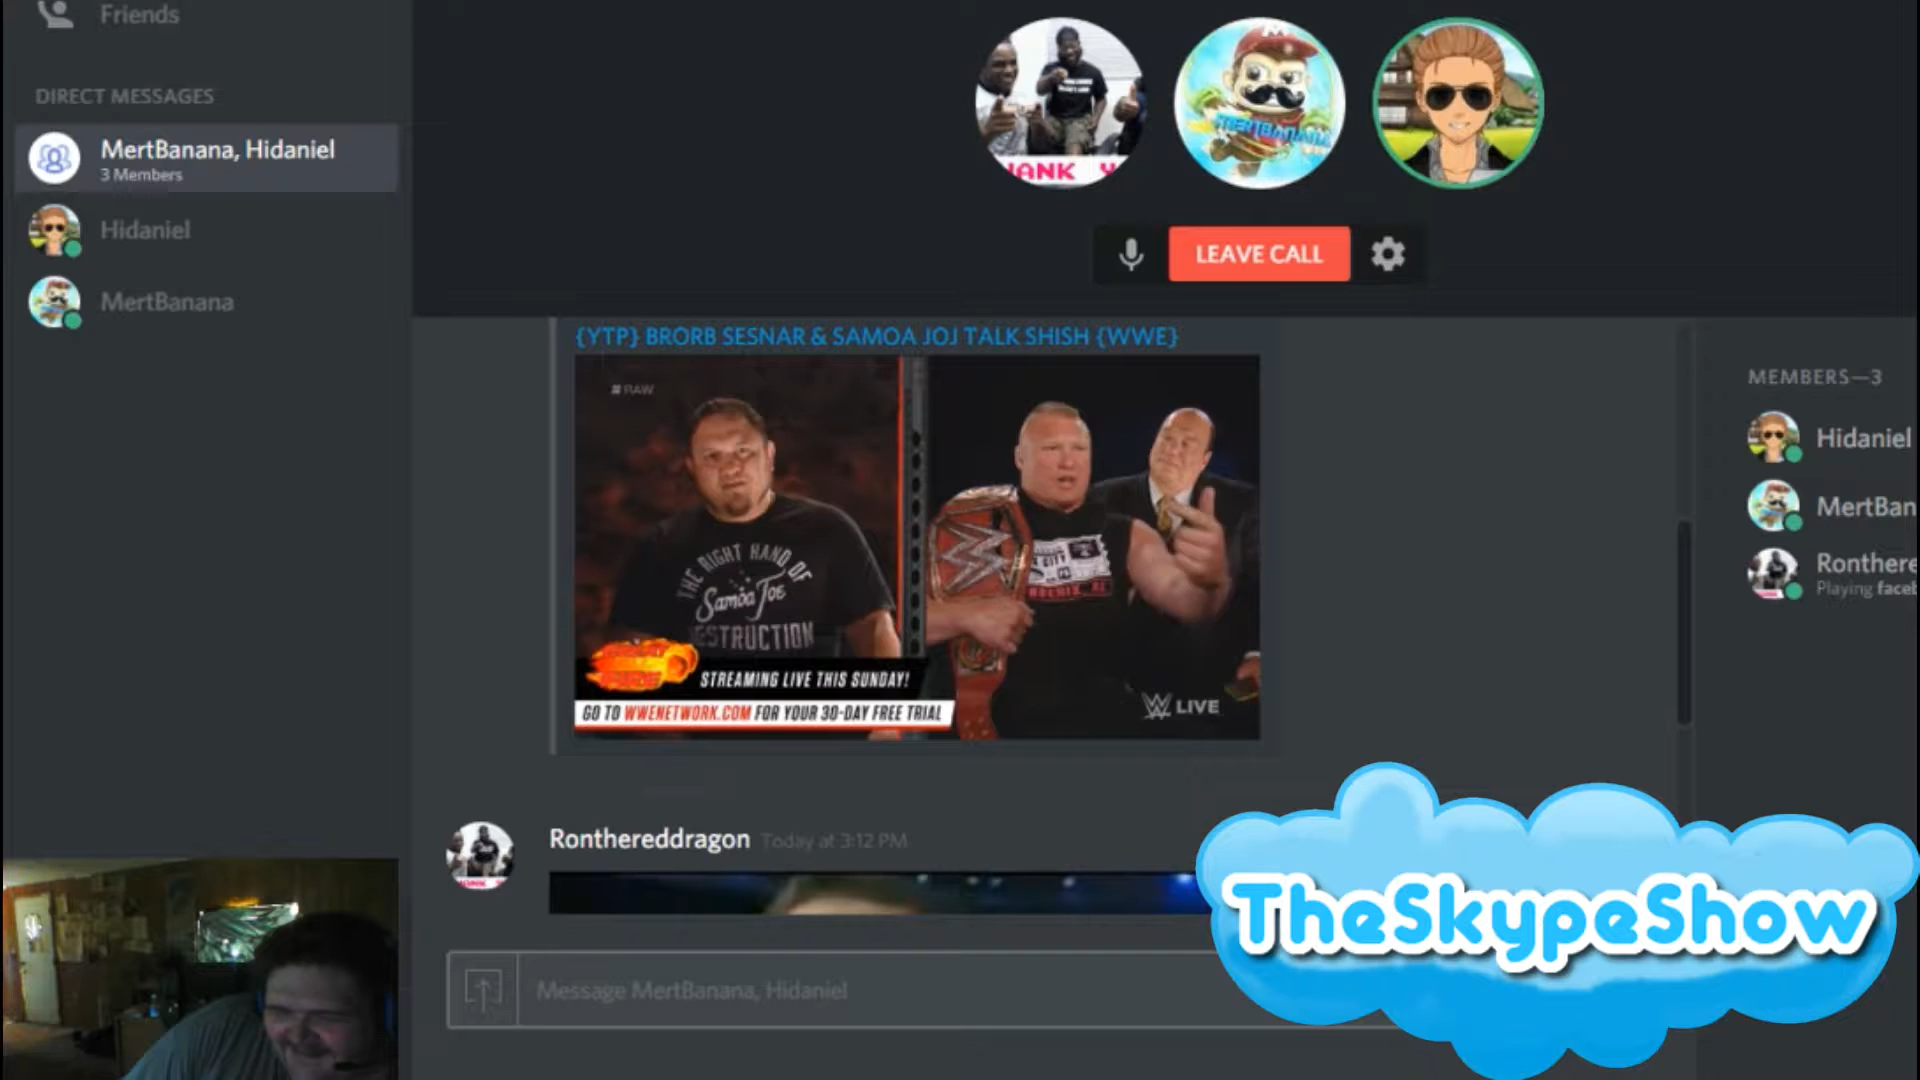 Friends
DIRECT MESSAGES
MertBanana, Hidaniel
3 Members
Hidaniel
MertBanana
LEAVE CALL
{YTP} BRORB SESNAR & SAMOA JOJ TALK SHISH {WWE}
#RAW
THE RIGHT HAND OF
Samoa Joe
DESTRUCTION
STREAMING LIVE THIS SUNDAY!
GO TO WWENETWORK.COM FOR YOUR 30-DAY FREE TRIAL
LIVE
MEMBERS—3
Hidaniel
MertBan
Ronthere
Playing faceb
Ronthereddragon Today at 3:12 PM
Message MertBanana, Hidaniel
TheSkypeShow